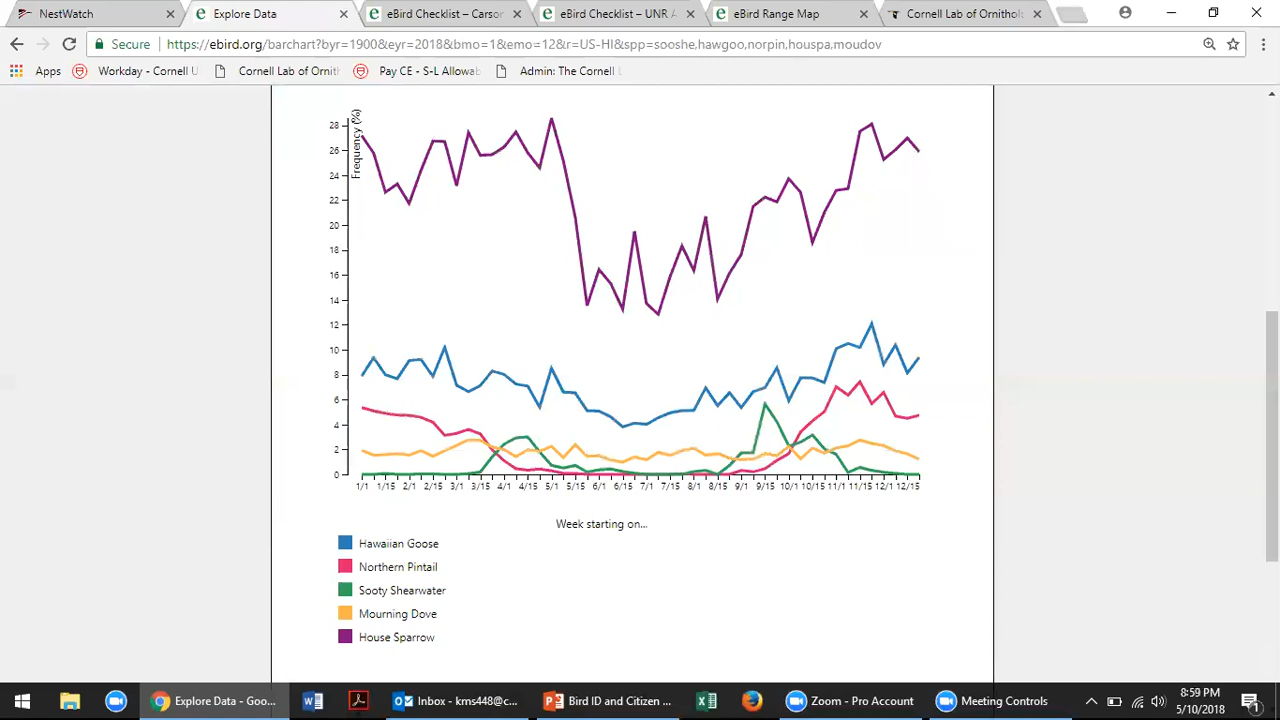 NestWatch
Explore Data
eBird Checklist – Carson
eBird Checklist – UNR A
eBird Range Map
Cornell Lab of Ornithol
Secure
https://ebird.org/barchart?byr=1900&eyr=2018&bmo=1&emo=12&r=US-HI&spp=sooshe,hawgoo,norpin,houspa,moudov
Apps
Workday - Cornell U
Cornell Lab of Ornith
Pay CE - S-L Allowab
Admin: The Cornell L
Frequency (%)
28
26
24
22
20
18
16
14
12
10
8
6
4
2
0
1/1 1/15 2/1 2/15 3/1 3/15 4/1 4/15 5/1 5/15 6/1 6/15 7/1 7/15 8/1 8/15 9/1 9/15 10/1 10/15 11/1 11/15 12/1 12/15
Week starting on...
Hawaiian Goose
Northern Pintail
Sooty Shearwater
Mourning Dove
House Sparrow
Explore Data - Goo...
Inbox - kms448@c...
Bird ID and Citizen ...
Zoom - Pro Account
Meeting Controls
8:59 PM
5/10/2018